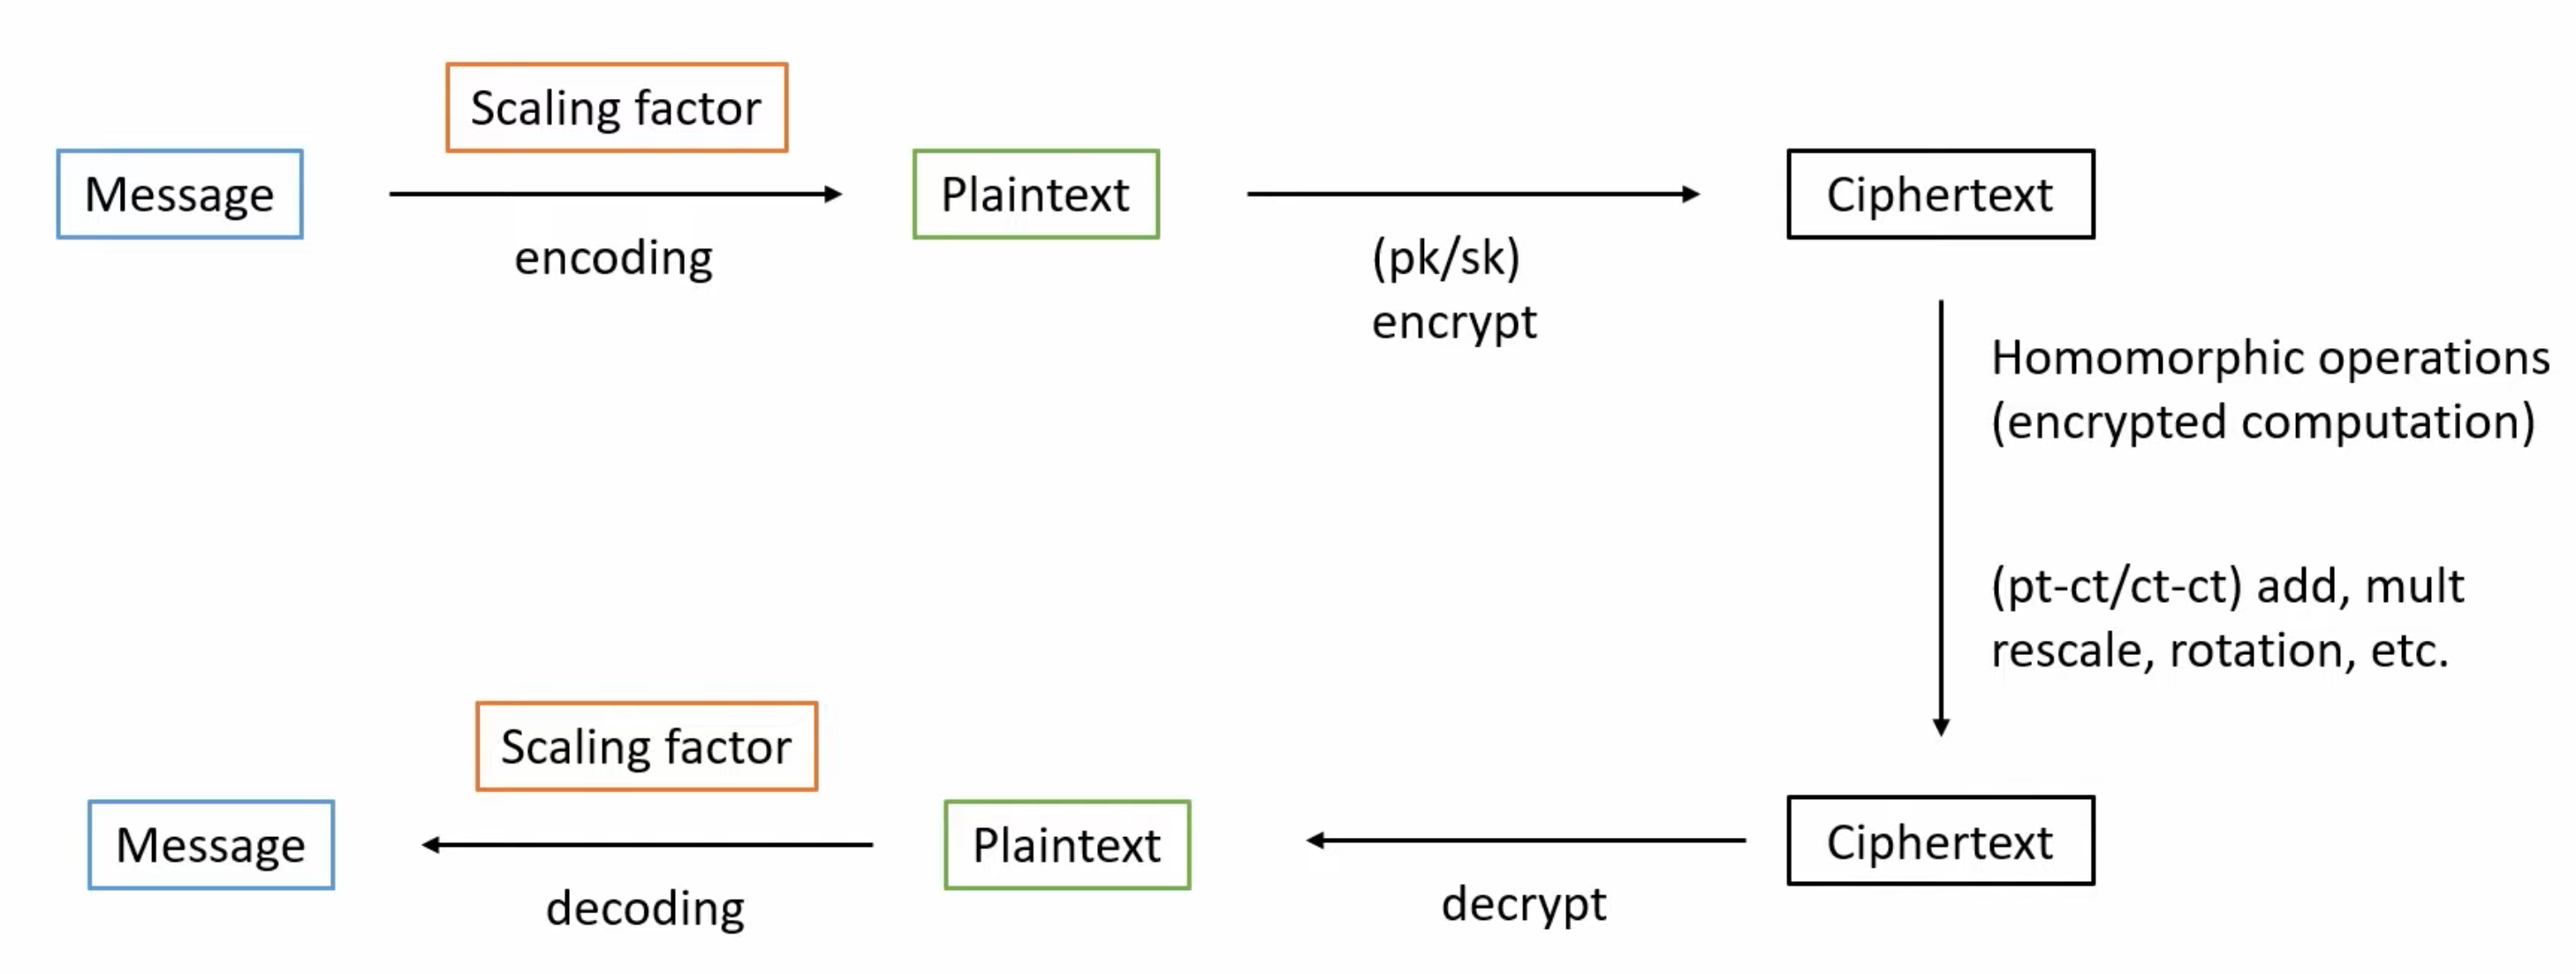 Scaling factor
Message
encoding
Plaintext
(pk/sk)
encrypt
Ciphertext
Homomorphic operations
(encrypted computation)
(pt-ct/ct-ct) add, mult
rescale, rotation, etc.
Scaling factor
Message
decoding
Plaintext
decrypt
Ciphertext